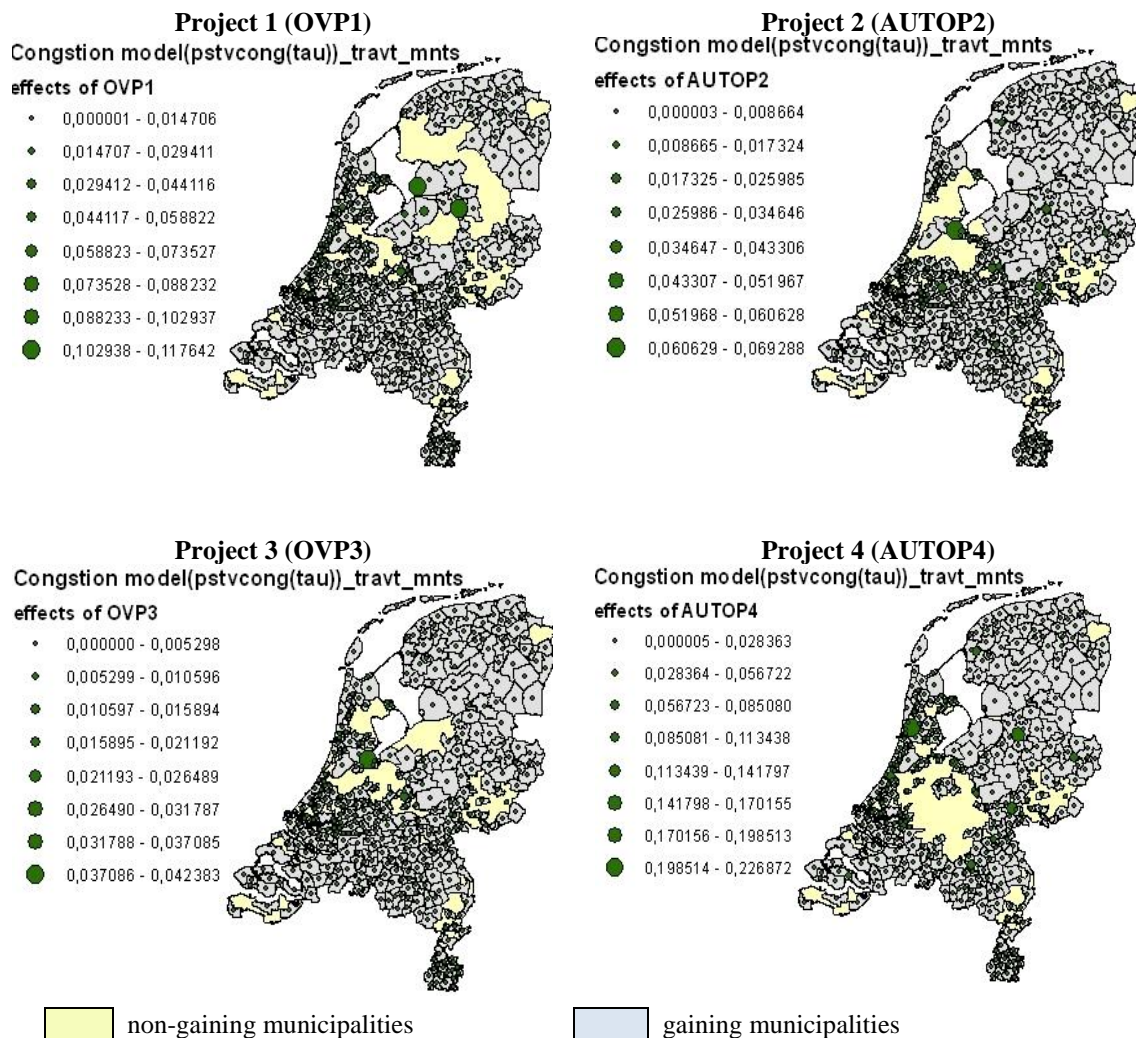 Project 1 (OVP1)
Congstion model(pstvcong(tau))_travt_mnts
effects of OVP1
0,000001 - 0,014706
0,014707 - 0,029411
0,029412 - 0,044116
0,044117 - 0,058822
0,058823 - 0,073527
0,073528 - 0,088232
0,088233 - 0,102937
0,102938 - 0,117642
Project 2 (AUTOP2)
Congstion model(pstvcong(tau))_travt_mnts
effects of AUTOP2
0,000003 - 0,008664
0,008665 - 0,017324
0,017325 - 0,025985
0,025986 - 0,034646
0,034647 - 0,043306
0,043307 - 0,051967
0,051968 - 0,060628
0,060629 - 0,069288
Project 3 (OVP3)
Congstion model(pstvcong(tau))_travt_mnts
effects of OVP3
0,000000 - 0,005298
0,005299 - 0,010596
0,010597 - 0,015894
0,015895 - 0,021192
0,021193 - 0,026489
0,026490 - 0,031787
0,031788 - 0,037085
0,037086 - 0,042383
Project 4 (AUTOP4)
Congstion model(pstvcong(tau))_travt_mnts
effects of AUTOP4
0,000005 - 0,028363
0,028364 - 0,056722
0,056723 - 0,085080
0,085081 - 0,113438
0,113439 - 0,141797
0,141798 - 0,170155
0,170156 - 0,198513
0,198514 - 0,226872
non-gaining municipalities
gaining municipalities